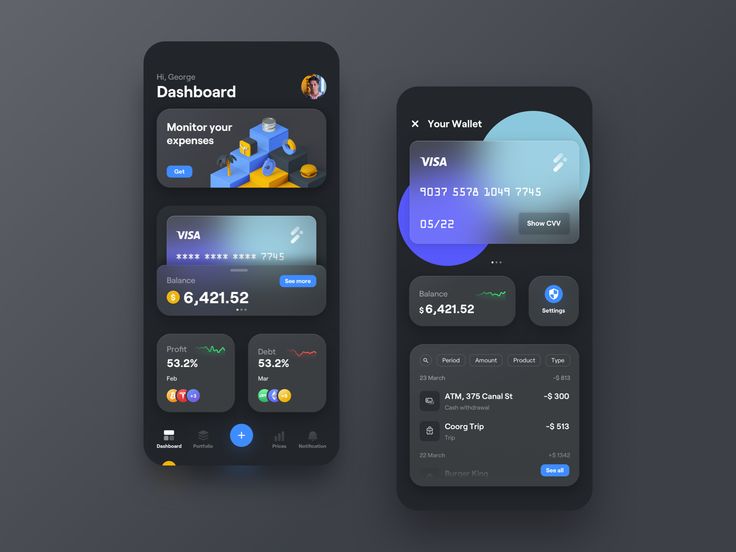 Hi, George
Dashboard
Monitor your
expenses
Get
VISA
**** **** **** 7745
Balance
See more
$ 6,421.52
Profit
53.2%
Feb
+3
Debt
53.2%
Mar
+5
Dashboard
Portfolio
+
Prices
Notification
× Your Wallet
VISA
9037 5578 1049 7745
05/22
Show CVV
Balance
$6,421.52
Settings
Period
Amount
Product
Type
23 March -$ 813
ATM, 375 Canal St -$ 300
Cash withdrawal
Coorg Trip -$ 513
Trip
22 March +$ 1342
Burger King
See all